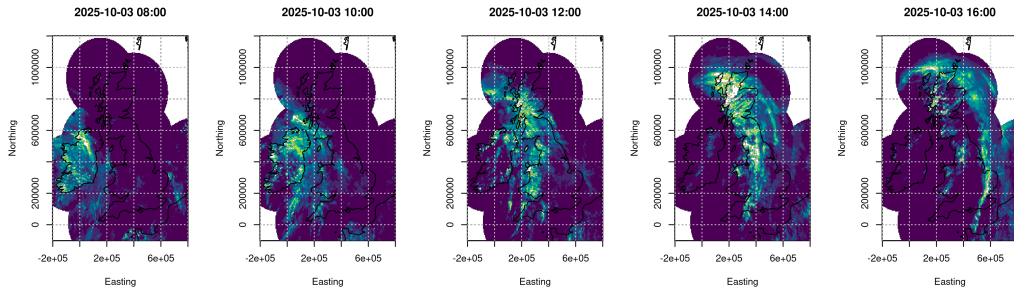 2025-10-03 08:00
2025-10-03 10:00
2025-10-03 12:00
2025-10-03 14:00
2025-10-03 16:00
Northing
0
200000
600000
1000000
-2e+05
2e+05
6e+05
Easting
Northing
0
200000
600000
1000000
-2e+05
2e+05
6e+05
Easting
Northing
0
200000
600000
1000000
-2e+05
2e+05
6e+05
Easting
Northing
0
200000
600000
1000000
-2e+05
2e+05
6e+05
Easting
Northing
0
200000
600000
1000000
-2e+05
2e+05
6e+05
Easting